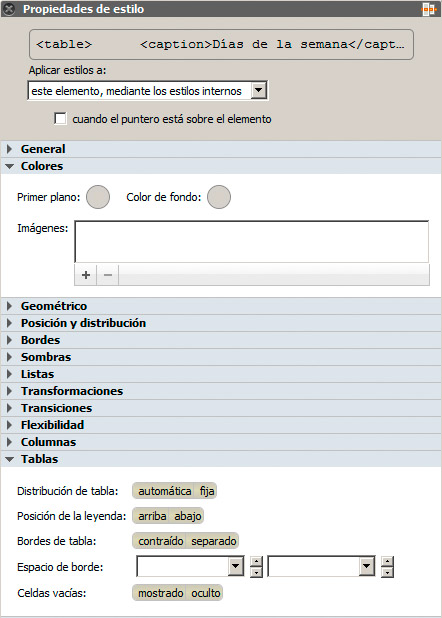 Propiedades de estilo
<table> <caption>Días de la semana</capt…
Aplicar estilos a:
este elemento, mediante los estilos internos
cuando el puntero está sobre el elemento
General
Colores
Primer plano: Color de fondo:
Imágenes:
+ −
Geométrico
Posición y distribución
Bordes
Sombras
Listas
Transformaciones
Transiciones
Flexibilidad
Columnas
Tablas
Distribución de tabla: automática fija
Posición de la leyenda: arriba abajo
Bordes de tabla: contraído separado
Espacio de borde:
Celdas vacías: mostrado oculto